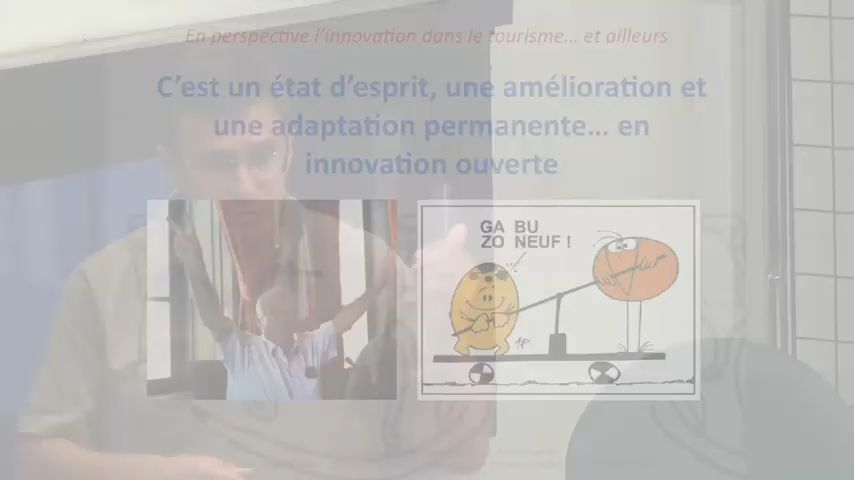 En perspective l’innovation dans le tourisme… et ailleurs
C’est un état d’esprit, une amélioration et
une adaptation permanente… en
innovation ouverte
GA BU
ZO NEUF !